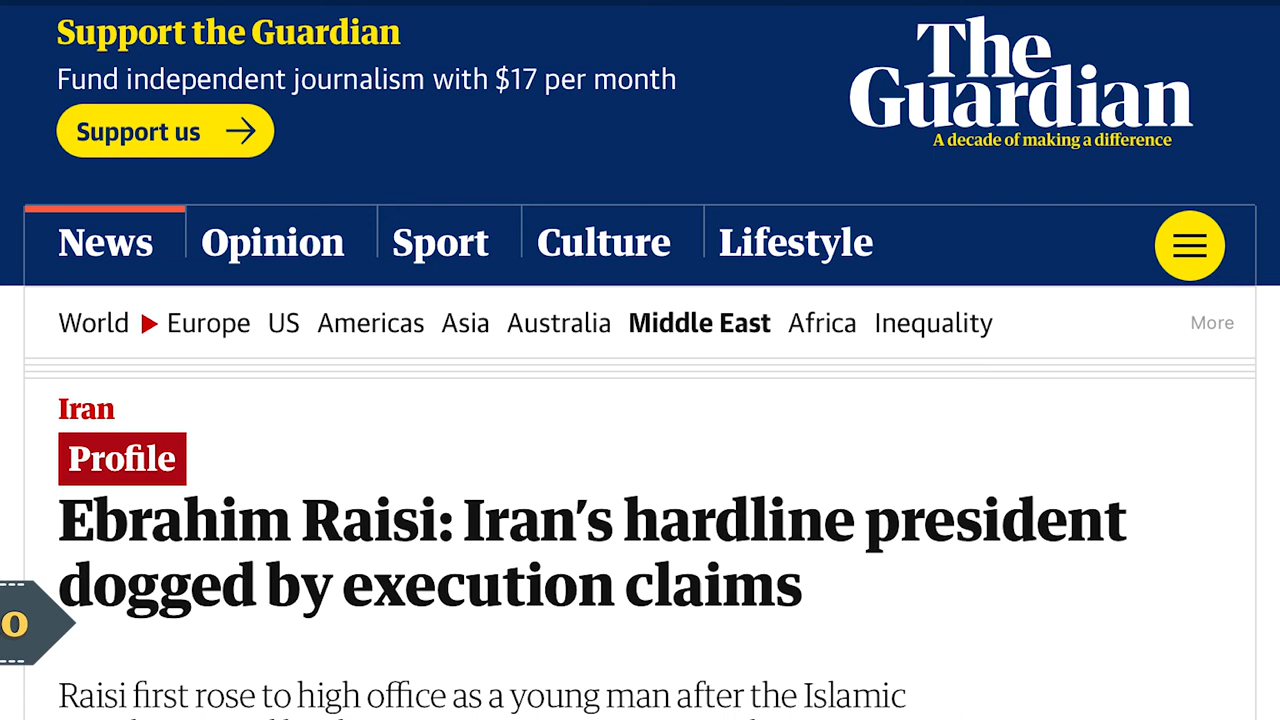 Support the Guardian
Fund independent journalism with $17 per month
Support us
The
Guardian
A decade of making a difference
News
Opinion
Sport
Culture
Lifestyle
World Europe US Americas Asia Australia Middle East Africa Inequality
More
Iran
Profile
Ebrahim Raisi: Iran’s hardline president
dogged by execution claims
O
Raisi first rose to high office as a young man after the Islamic